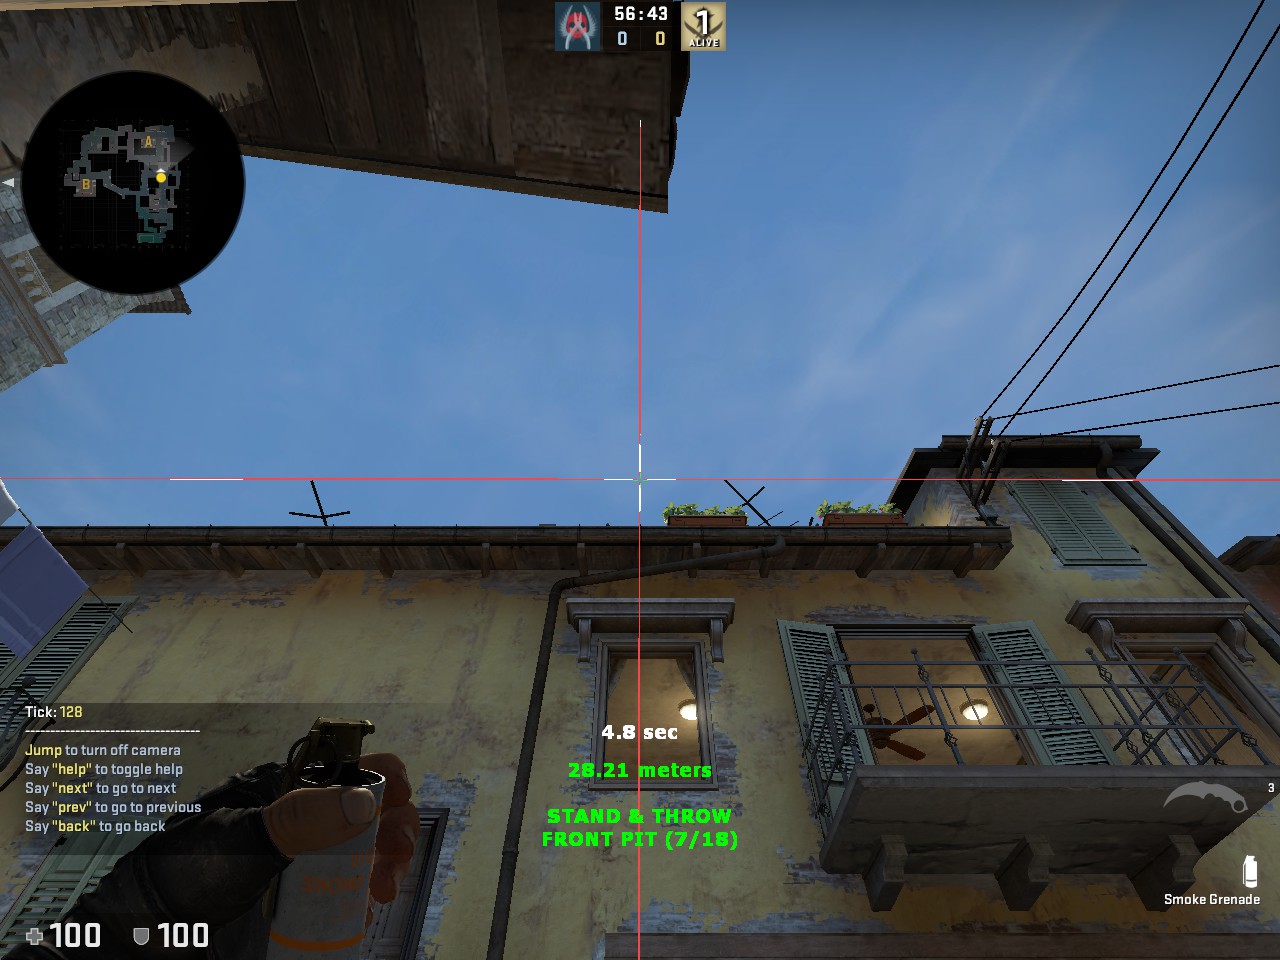 56:43
0 0
1
ALIVE
A
B
Tick: 128
Jump to turn off camera
Say "help" to toggle help
Say "next" to go to next
Say "prev" to go to previous
Say "back" to go back
4.8 sec
28.21 meters
STAND & THROW
FRONT PIT (7/18)
3
Smoke Grenade
100 100